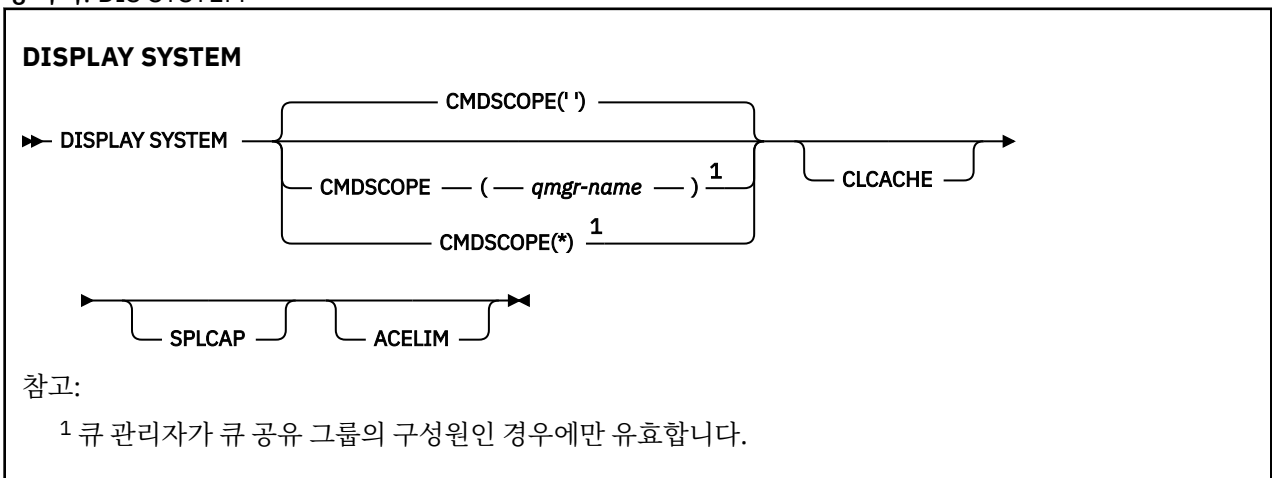 DIS SYSTEM
DISPLAY SYSTEM
CMDSCOPE(' ')
DISPLAY SYSTEM
CMDSCOPE ( qmgr-name ) 1
CLCACHE
CMDSCOPE(*) 1
SPLCAP
ACELIM
참고:
1 큐 관리자가 큐 공유 그룹의 구성원인 경우에만 유효합니다.